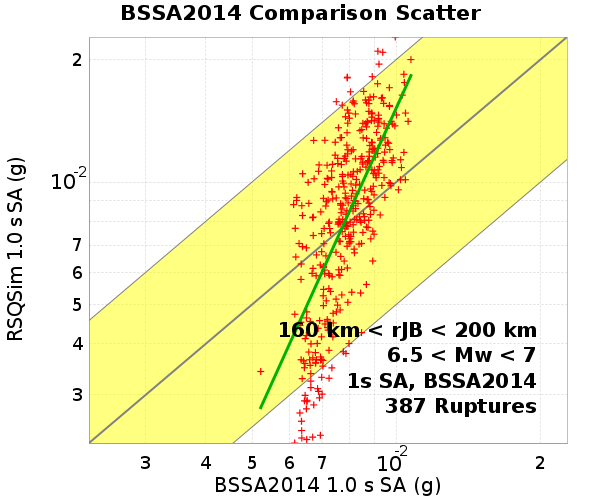 BSSA2014 Comparison Scatter
RSQSim 1.0 s SA (g)
2
10-2
7
6
5
4
3
160 km < rJB < 200 km
6.5 < Mw < 7
1s SA, BSSA2014
387 Ruptures
3 4 5 6 7 10-2 2
BSSA2014 1.0 s SA (g)